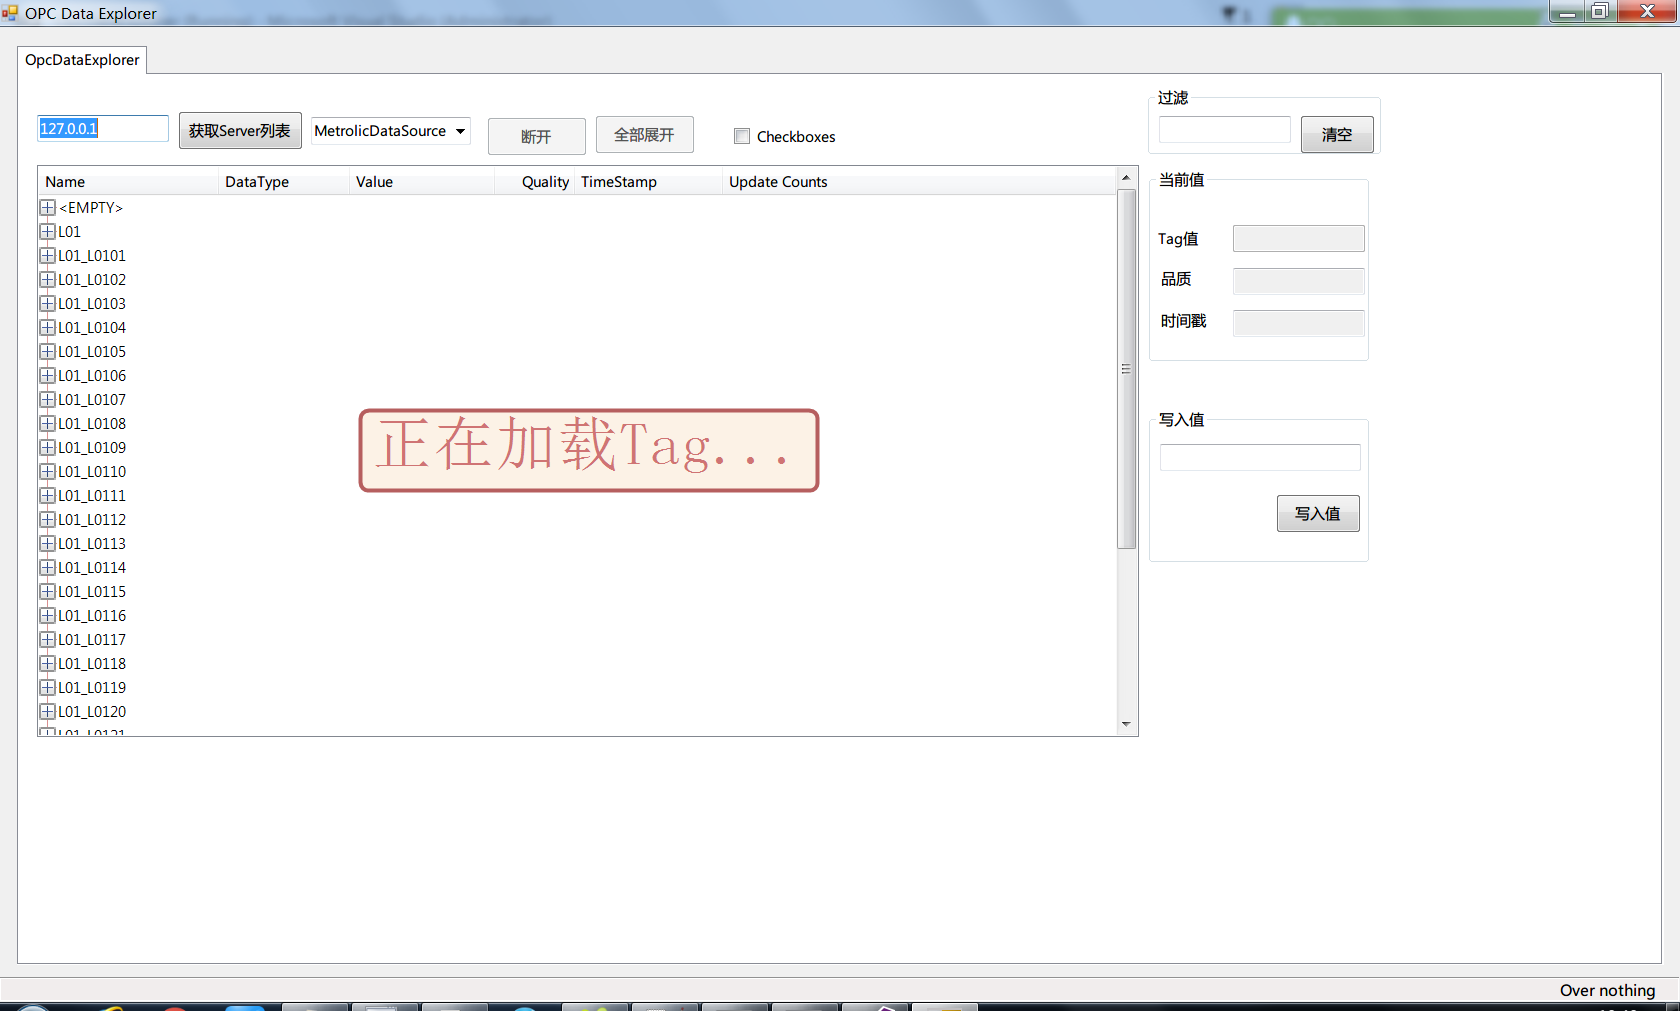 OPC Data Explorer
OpcDataExplorer
127.0.0.1
获取Server列表
MetrolicDataSource
断开
全部展开
Checkboxes
过滤
清空
Name DataType Value Quality TimeStamp Update Counts
<EMPTY>
L01
L01_L0101
L01_L0102
L01_L0103
L01_L0104
L01_L0105
L01_L0106
L01_L0107
L01_L0108
L01_L0109
L01_L0110
L01_L0111
L01_L0112
L01_L0113
L01_L0114
L01_L0115
L01_L0116
L01_L0117
L01_L0118
L01_L0119
L01_L0120
L01_L0121
正在加载Tag...
当前值
Tag值
品质
时间戳
写入值
写入值
Over nothing